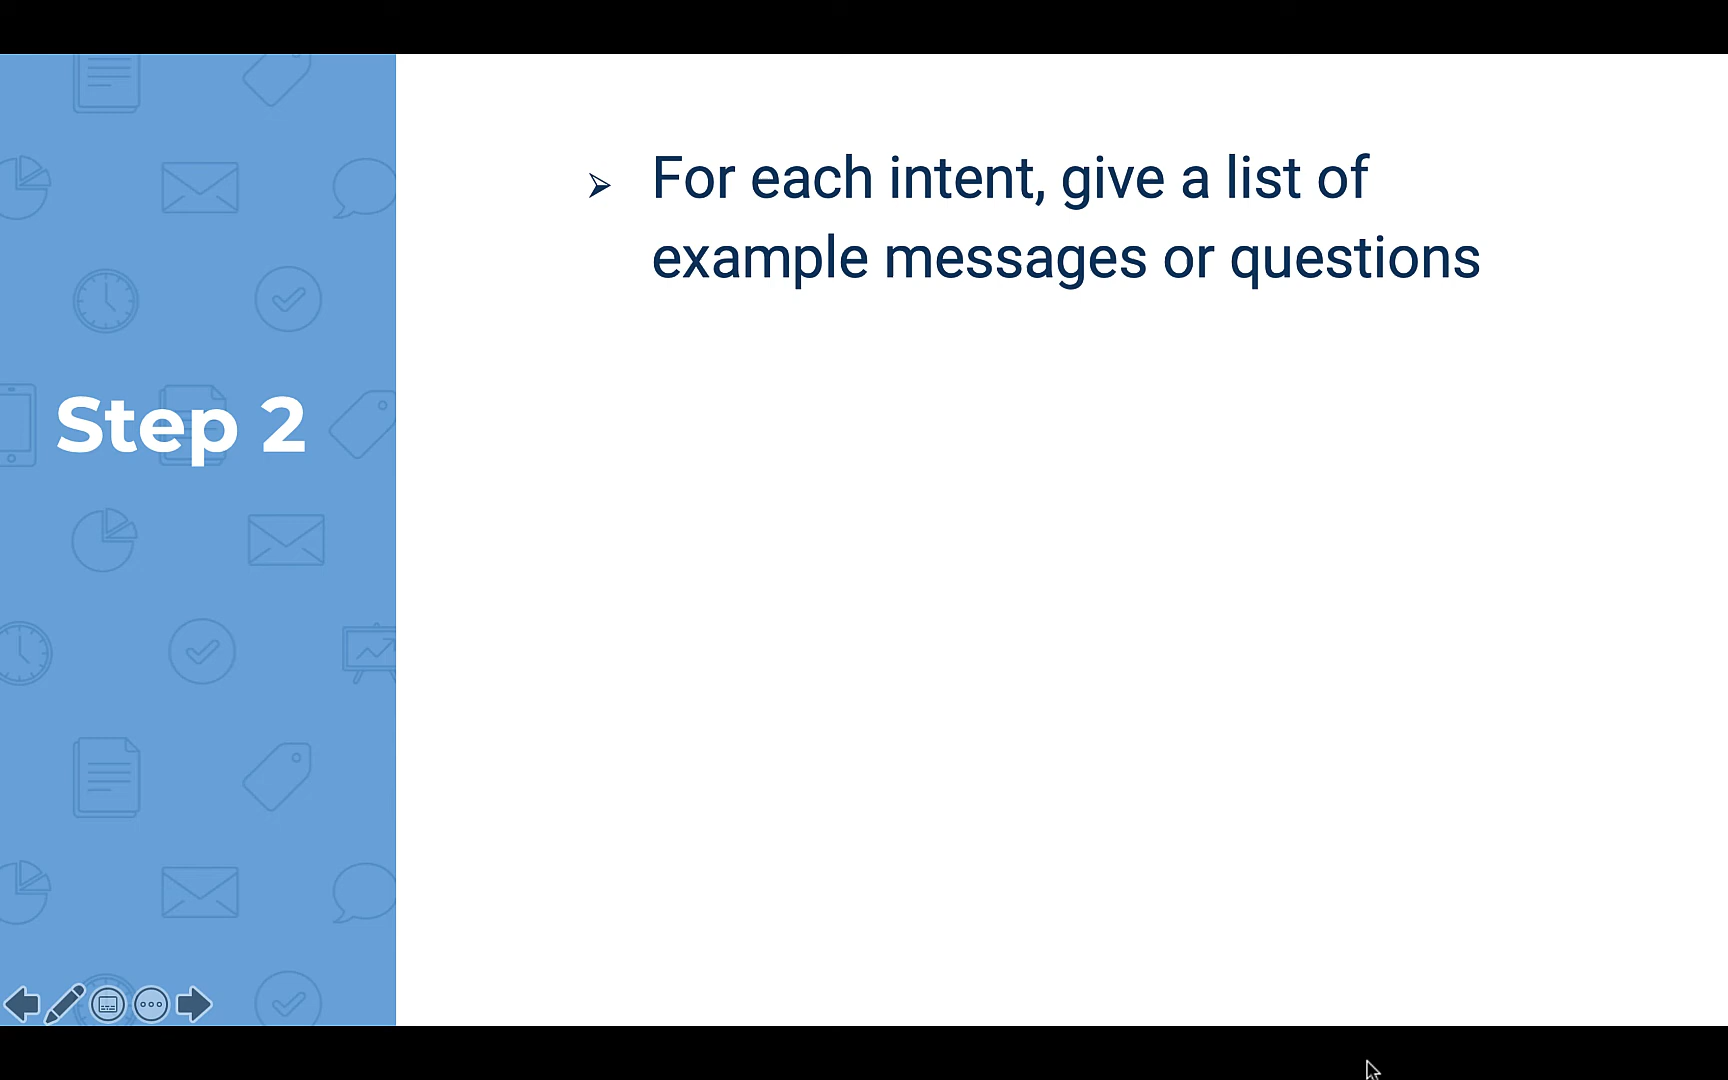 Step 2
➢ For each intent, give a list of
example messages or questions